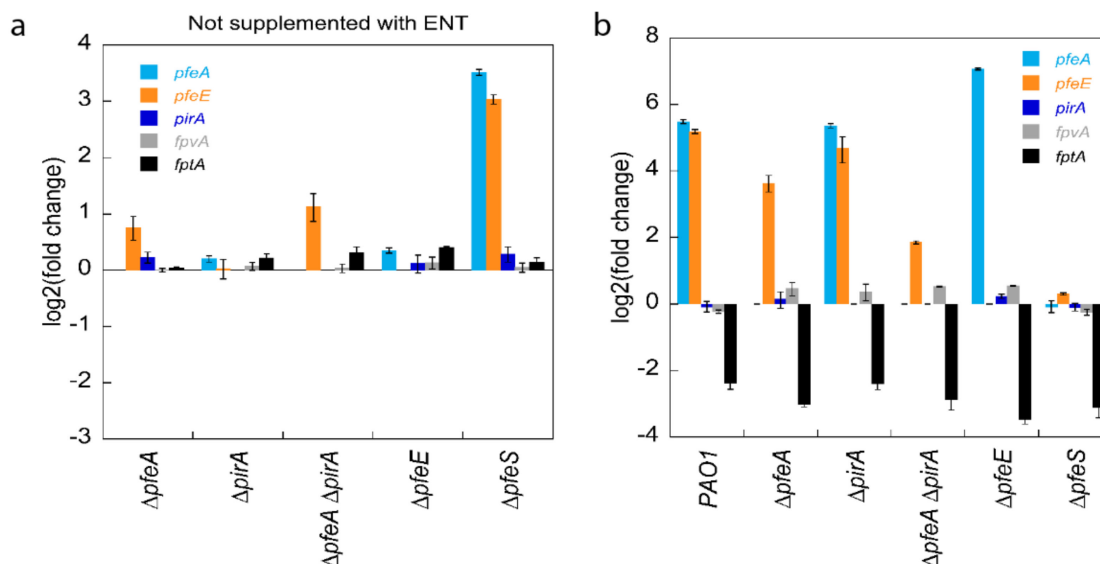 a
Not supplemented with ENT
log2(fold change)
4
3
2
1
0
-1
-2
-3
pfeA
pfeE
pirA
fpvA
fptA
ΔpfeA
ΔpirA
ΔpfeA ΔpirA
ΔpfeE
ΔpfeS
b
log2(fold change)
8
6
4
2
0
-2
-4
pfeA
pfeE
pirA
fpvA
fptA
PAO1
ΔpfeA
ΔpirA
ΔpfeA ΔpirA
ΔpfeE
ΔpfeS